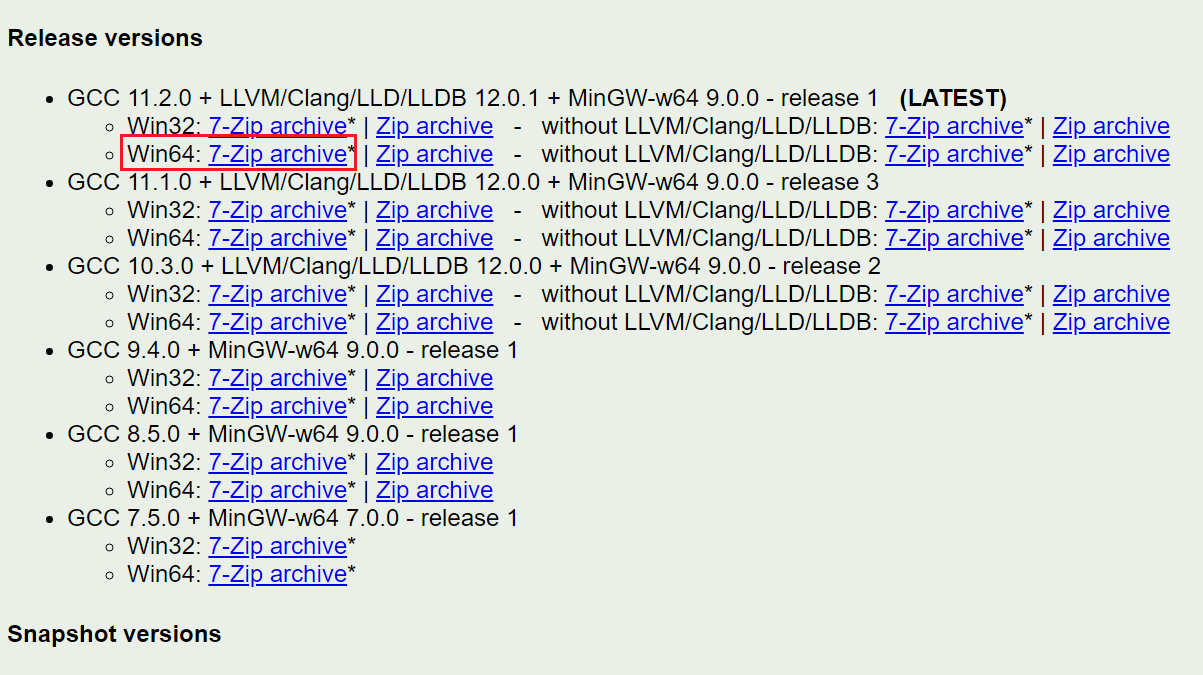 Release versions
GCC 11.2.0 + LLVM/Clang/LLD/LLDB 12.0.1 + MinGW-w64 9.0.0 - release 1 (LATEST)
Win32: 7-Zip archive* | Zip archive - without LLVM/Clang/LLD/LLDB: 7-Zip archive* | Zip archive
Win64: 7-Zip archive* | Zip archive - without LLVM/Clang/LLD/LLDB: 7-Zip archive* | Zip archive
GCC 11.1.0 + LLVM/Clang/LLD/LLDB 12.0.0 + MinGW-w64 9.0.0 - release 3
Win32: 7-Zip archive* | Zip archive - without LLVM/Clang/LLD/LLDB: 7-Zip archive* | Zip archive
Win64: 7-Zip archive* | Zip archive - without LLVM/Clang/LLD/LLDB: 7-Zip archive* | Zip archive
GCC 10.3.0 + LLVM/Clang/LLD/LLDB 12.0.0 + MinGW-w64 9.0.0 - release 2
Win32: 7-Zip archive* | Zip archive - without LLVM/Clang/LLD/LLDB: 7-Zip archive* | Zip archive
Win64: 7-Zip archive* | Zip archive - without LLVM/Clang/LLD/LLDB: 7-Zip archive* | Zip archive
GCC 9.4.0 + MinGW-w64 9.0.0 - release 1
Win32: 7-Zip archive* | Zip archive
Win64: 7-Zip archive* | Zip archive
GCC 8.5.0 + MinGW-w64 9.0.0 - release 1
Win32: 7-Zip archive* | Zip archive
Win64: 7-Zip archive* | Zip archive
GCC 7.5.0 + MinGW-w64 7.0.0 - release 1
Win32: 7-Zip archive*
Win64: 7-Zip archive*
Snapshot versions